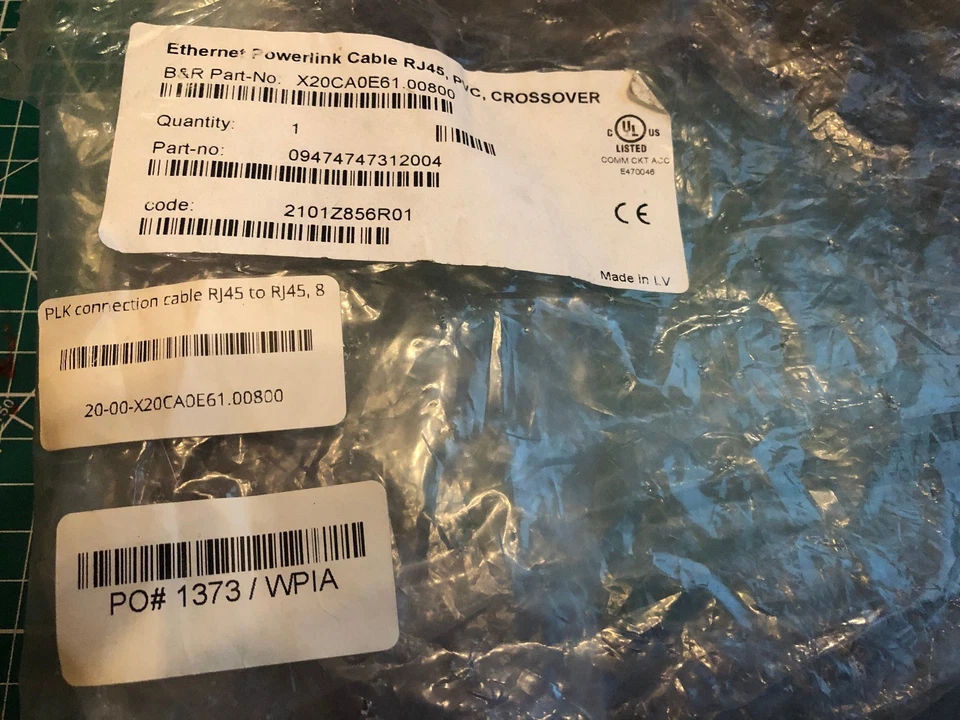 Ethernet Powerlink Cable RJ45, PVC, CROSSOVER
B&R Part-No: X20CA0E61.00800
Quantity: 1
Part-no: 09474747312004
code: 2101Z856R01
C UL US
LISTED
COMM CKT ACC
E470046
CE
Made in LV
PLK connection cable RJ45 to RJ45, 8
20-00-X20CA0E61.00800
PO# 1373 / WPIA